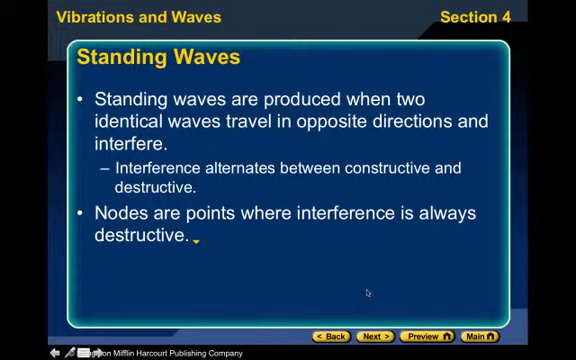 Vibrations and Waves
Section 4
Standing Waves
• Standing waves are produced when two
identical waves travel in opposite directions and
interfere.
– Interference alternates between constructive and
destructive.
• Nodes are points where interference is always
destructive.
< Back
Next >
Preview
Main
Mifflin Harcourt Publishing Company